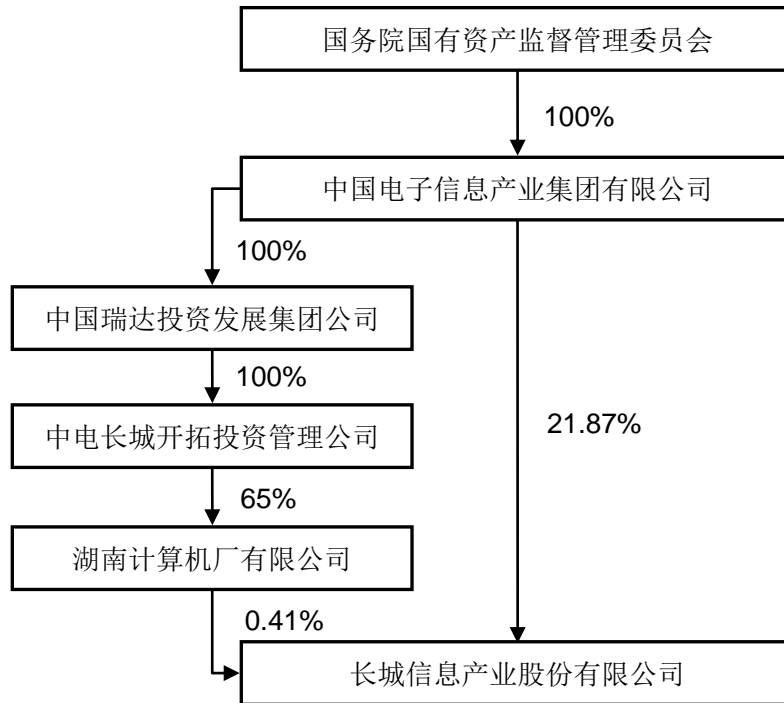 国务院国有资产监督管理委员会
100%
中国电子信息产业集团有限公司
100%
中国瑞达投资发展集团公司
100%
中电长城开拓投资管理公司
21.87%
65%
湖南计算机厂有限公司
0.41%
长城信息产业股份有限公司